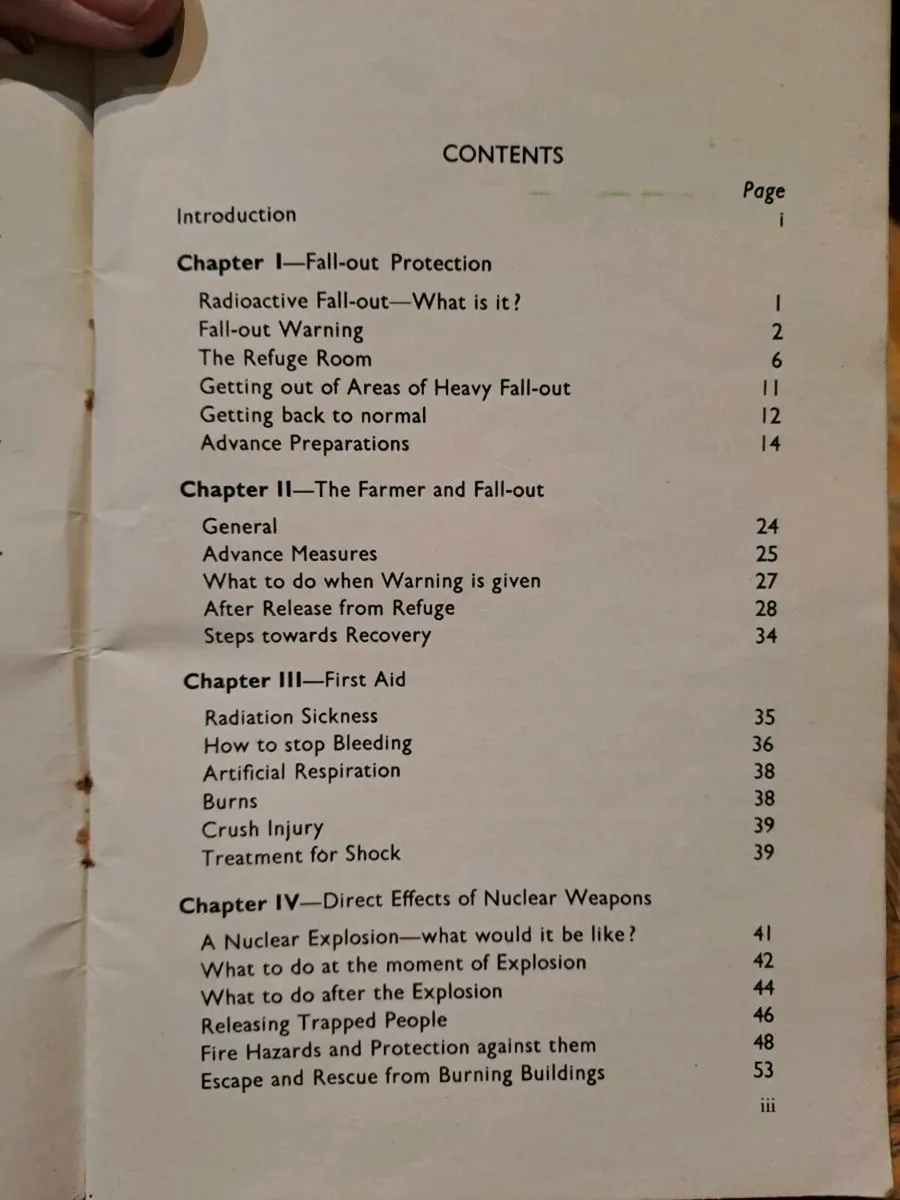 CONTENTS
Page
Introduction i
Chapter I—Fall-out Protection
Radioactive Fall-out—What is it? 1
Fall-out Warning 2
The Refuge Room 6
Getting out of Areas of Heavy Fall-out 11
Getting back to normal 12
Advance Preparations 14
Chapter II—The Farmer and Fall-out
General 24
Advance Measures 25
What to do when Warning is given 27
After Release from Refuge 28
Steps towards Recovery 34
Chapter III—First Aid
Radiation Sickness 35
How to stop Bleeding 36
Artificial Respiration 38
Burns 38
Crush Injury 39
Treatment for Shock 39
Chapter IV—Direct Effects of Nuclear Weapons
A Nuclear Explosion—what would it be like? 41
What to do at the moment of Explosion 42
What to do after the Explosion 44
Releasing Trapped People 46
Fire Hazards and Protection against them 48
Escape and Rescue from Burning Buildings 53
iii